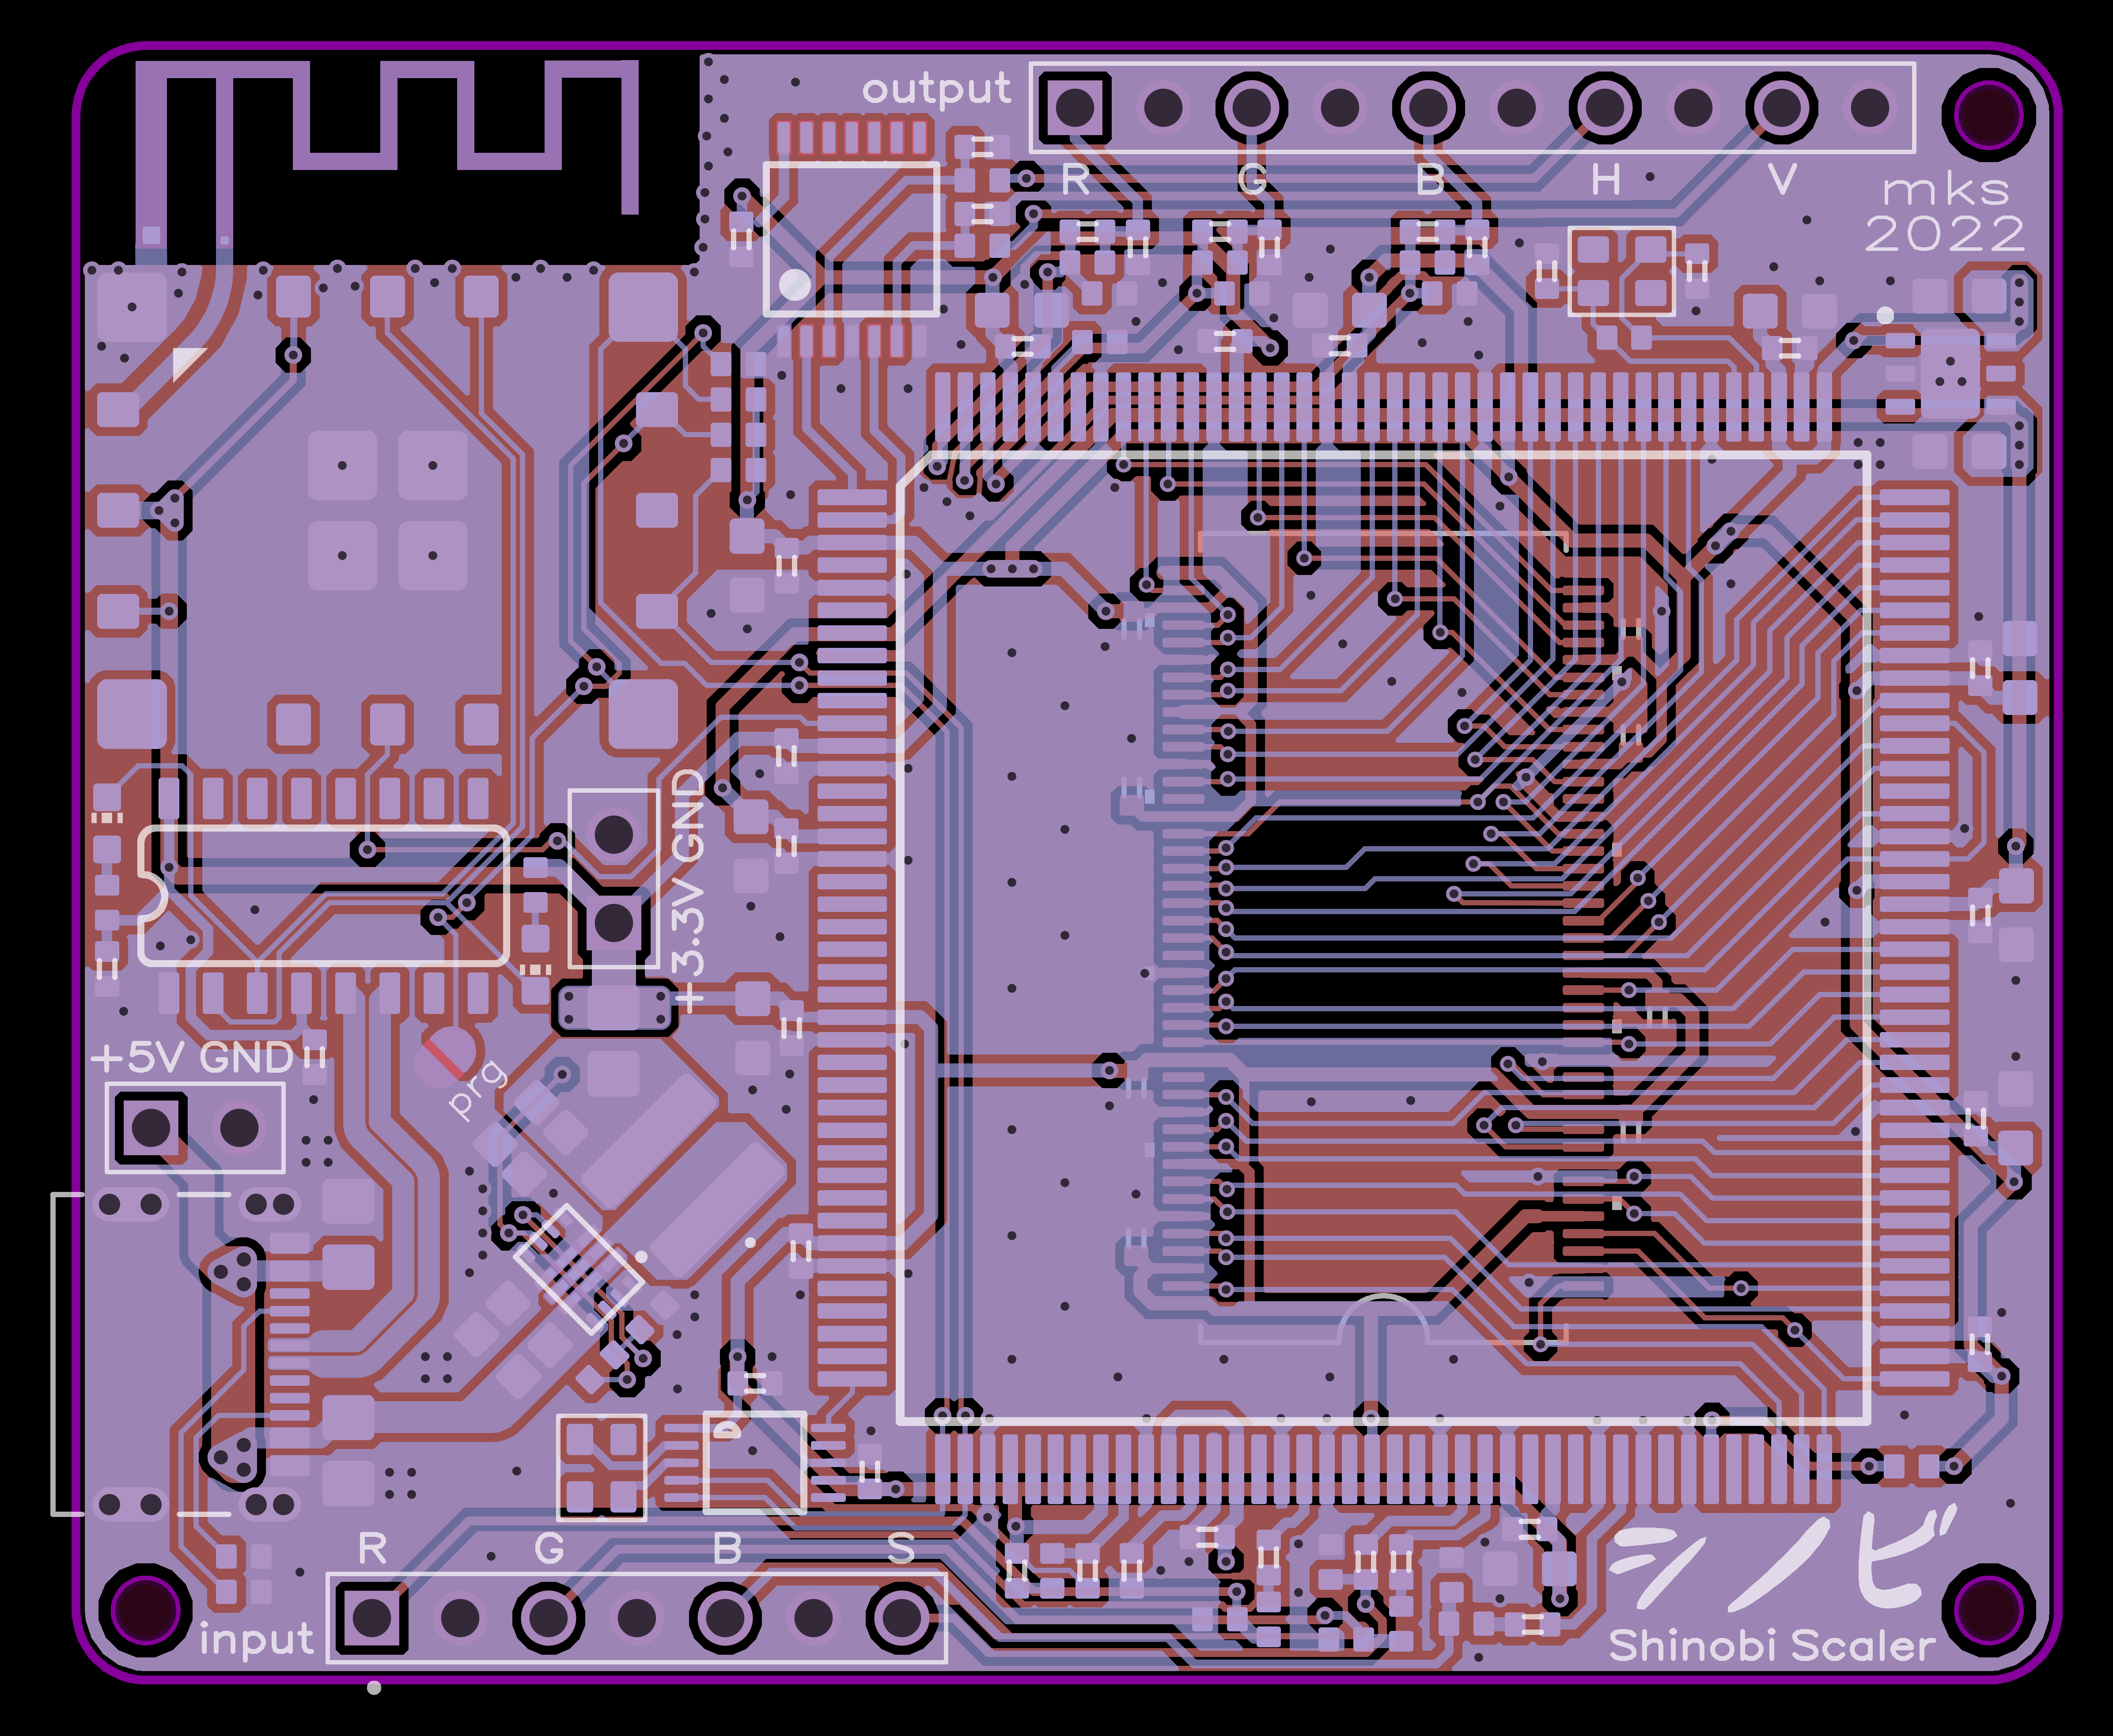 output
R G B H V
mks
2022
+3.3V GND
+5V GND
prg
R G B S
input
シノビ
Shinobi Scaler